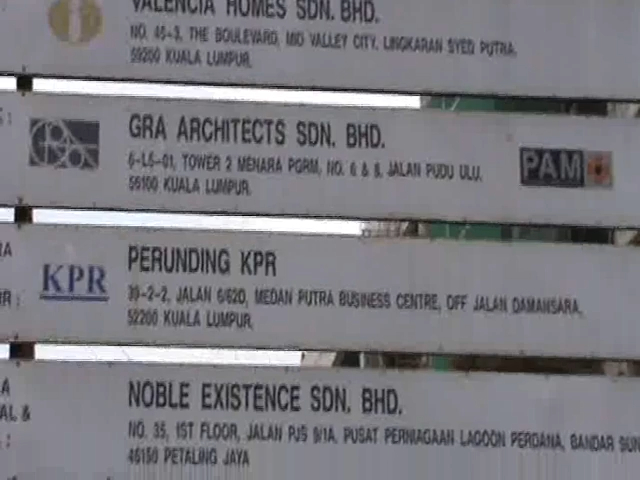 VALENCIA HOMES SDN. BHD.
NO. 45-3, THE BOULEVARD, MID VALLEY CITY, LINGKARAN SYED PUTRA,
59200 KUALA LUMPUR.
GRA ARCHITECTS SDN. BHD.
6-L6-01, TOWER 2 MENARA PGRM, NO. 6 & 8, JALAN PUDU ULU,
56100 KUALA LUMPUR.
PAM
KPR
PERUNDING KPR
39-2-2, JALAN 6/62D, MEDAN PUTRA BUSINESS CENTRE, OFF JALAN DAMANSARA,
52200 KUALA LUMPUR.
NOBLE EXISTENCE SDN. BHD.
AL &
NO. 35, 1ST FLOOR, JALAN PJS 9/1A, PUSAT PERNIAGAAN LAGOON PERDANA, BANDAR SUN
46150 PETALING JAYA